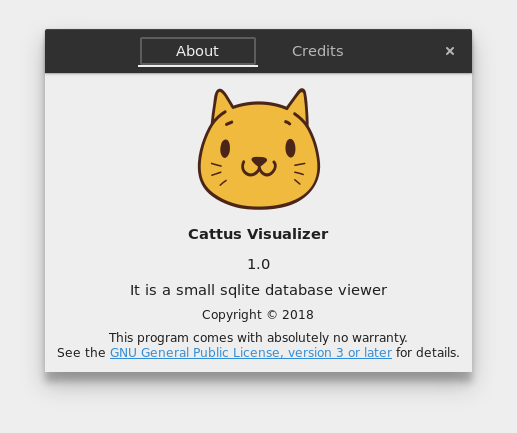 About Credits ×
Cattus Visualizer
1.0
It is a small sqlite database viewer
Copyright © 2018
This program comes with absolutely no warranty.
See the GNU General Public License, version 3 or later for details.